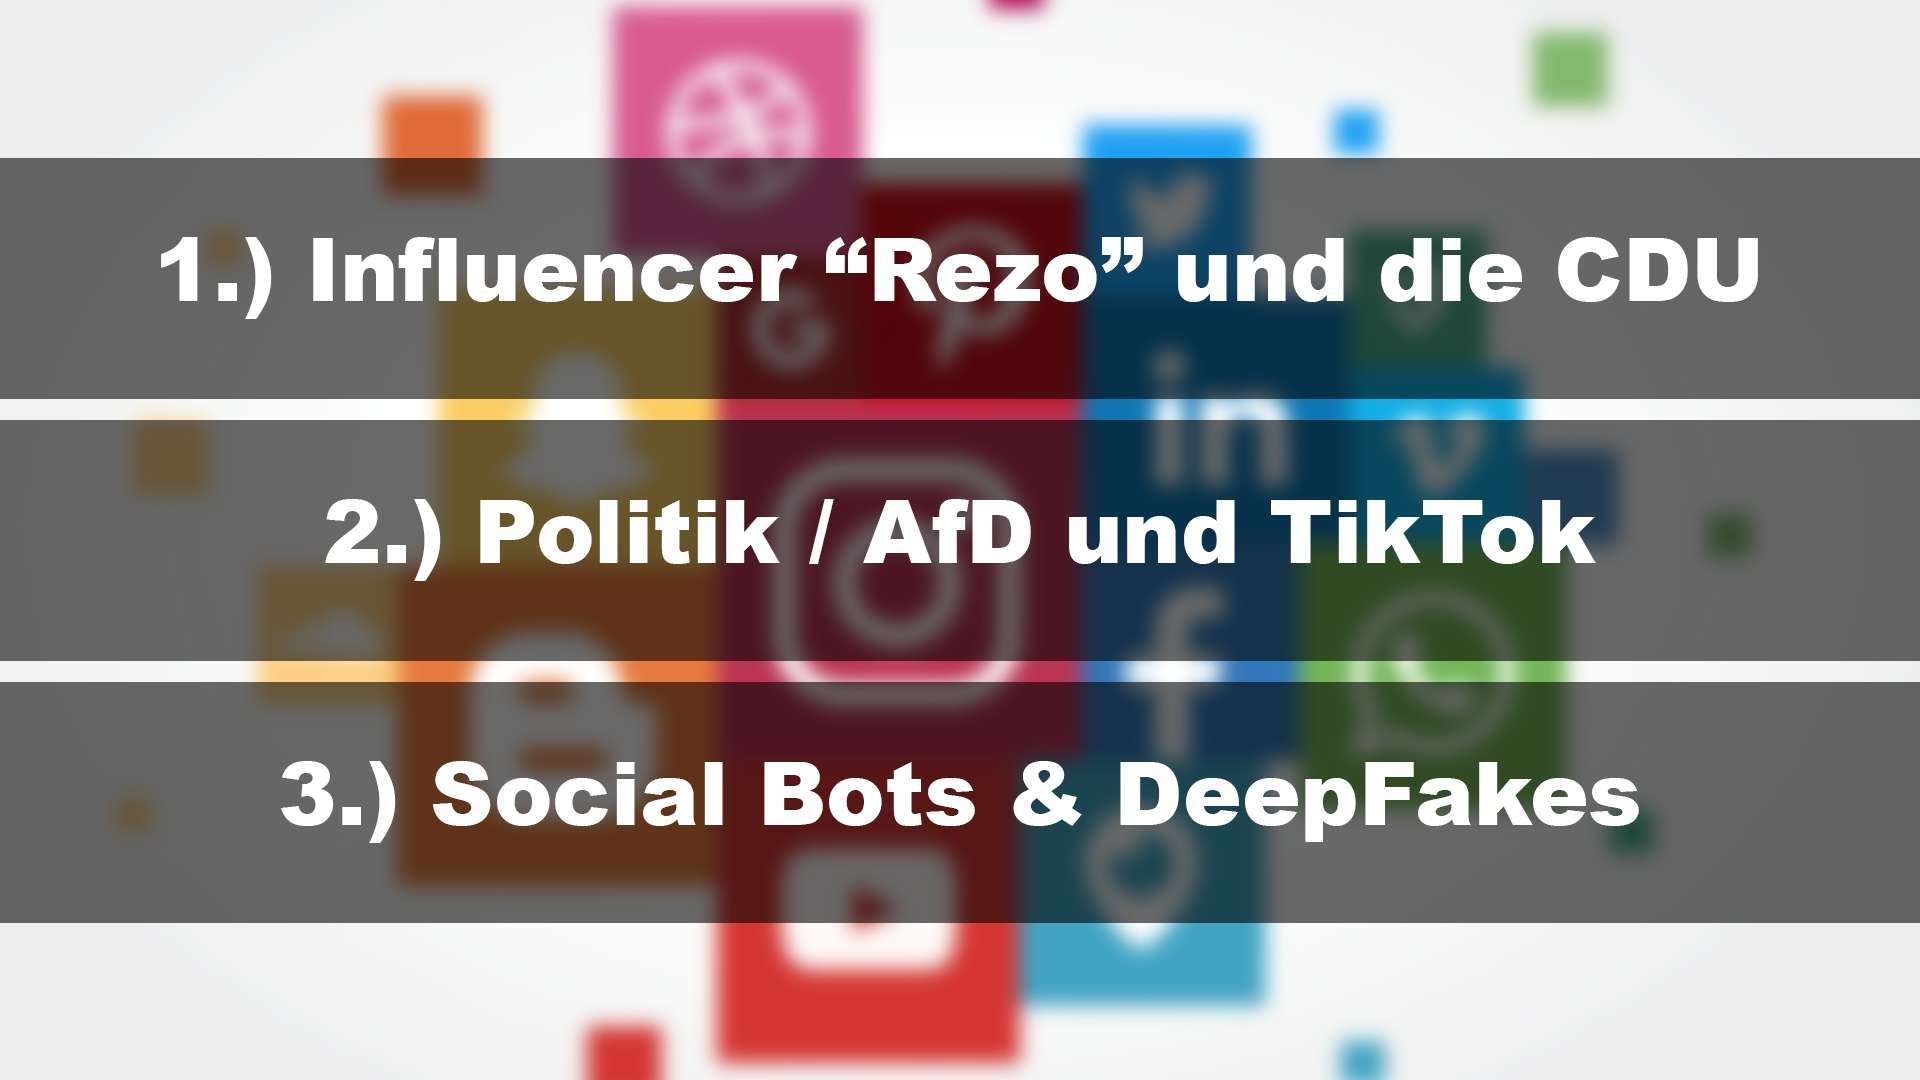 1.) Influencer “Rezo” und die CDU
2.) Politik / AfD und TikTok
3.) Social Bots & DeepFakes